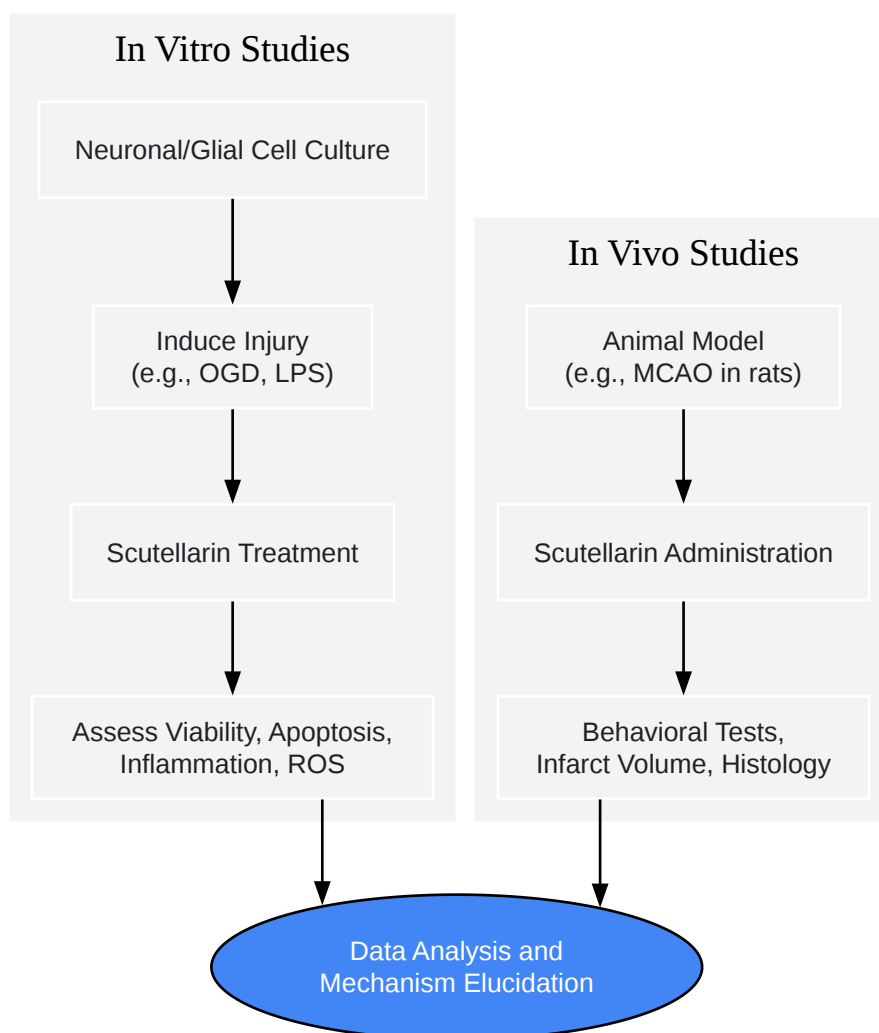 In Vitro Studies
Neuronal/Glial Cell Culture
Induce Injury
(e.g., OGD, LPS)
Scutellarin Treatment
Assess Viability, Apoptosis,
Inflammation, ROS
In Vivo Studies
Animal Model
(e.g., MCAO in rats)
Scutellarin Administration
Behavioral Tests,
Infarct Volume, Histology
Data Analysis and
Mechanism Elucidation